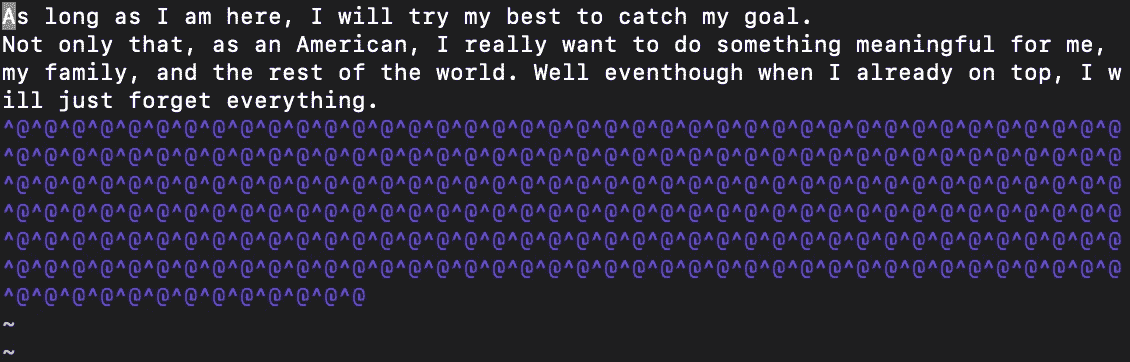 As long as I am here, I will try my best to catch my goal.
Not only that, as an American, I really want to do something meaningful for me,
my family, and the rest of the world. Well eventhough when I already on top, I w
ill just forget everything.
^@^@^@^@^@^@^@^@^@^@^@^@^@^@^@^@^@^@^@^@^@^@^@^@^@^@^@^@^@^@^@^@^@^@^@^@^@^@^@^@
^@^@^@^@^@^@^@^@^@^@^@^@^@^@^@^@^@^@^@^@^@^@^@^@^@^@^@^@^@^@^@^@^@^@^@^@^@^@^@^@
^@^@^@^@^@^@^@^@^@^@^@^@^@^@^@^@^@^@^@^@^@^@^@^@^@^@^@^@^@^@^@^@^@^@^@^@^@^@^@^@
^@^@^@^@^@^@^@^@^@^@^@^@^@^@^@^@^@^@^@^@^@^@^@^@^@^@^@^@^@^@^@^@^@^@^@^@^@^@^@^@
^@^@^@^@^@^@^@^@^@^@^@^@^@^@^@^@^@^@^@^@^@^@^@^@^@^@^@^@^@^@^@^@^@^@^@^@^@^@^@^@
^@^@^@^@^@^@^@^@^@^@^@^@^@^@^@^@^@^@^@^@^@^@^@^@^@^@^@^@^@^@^@^@^@^@^@^@^@^@^@^@
^@^@^@^@^@^@^@^@^@^@^@^@^@
~
~